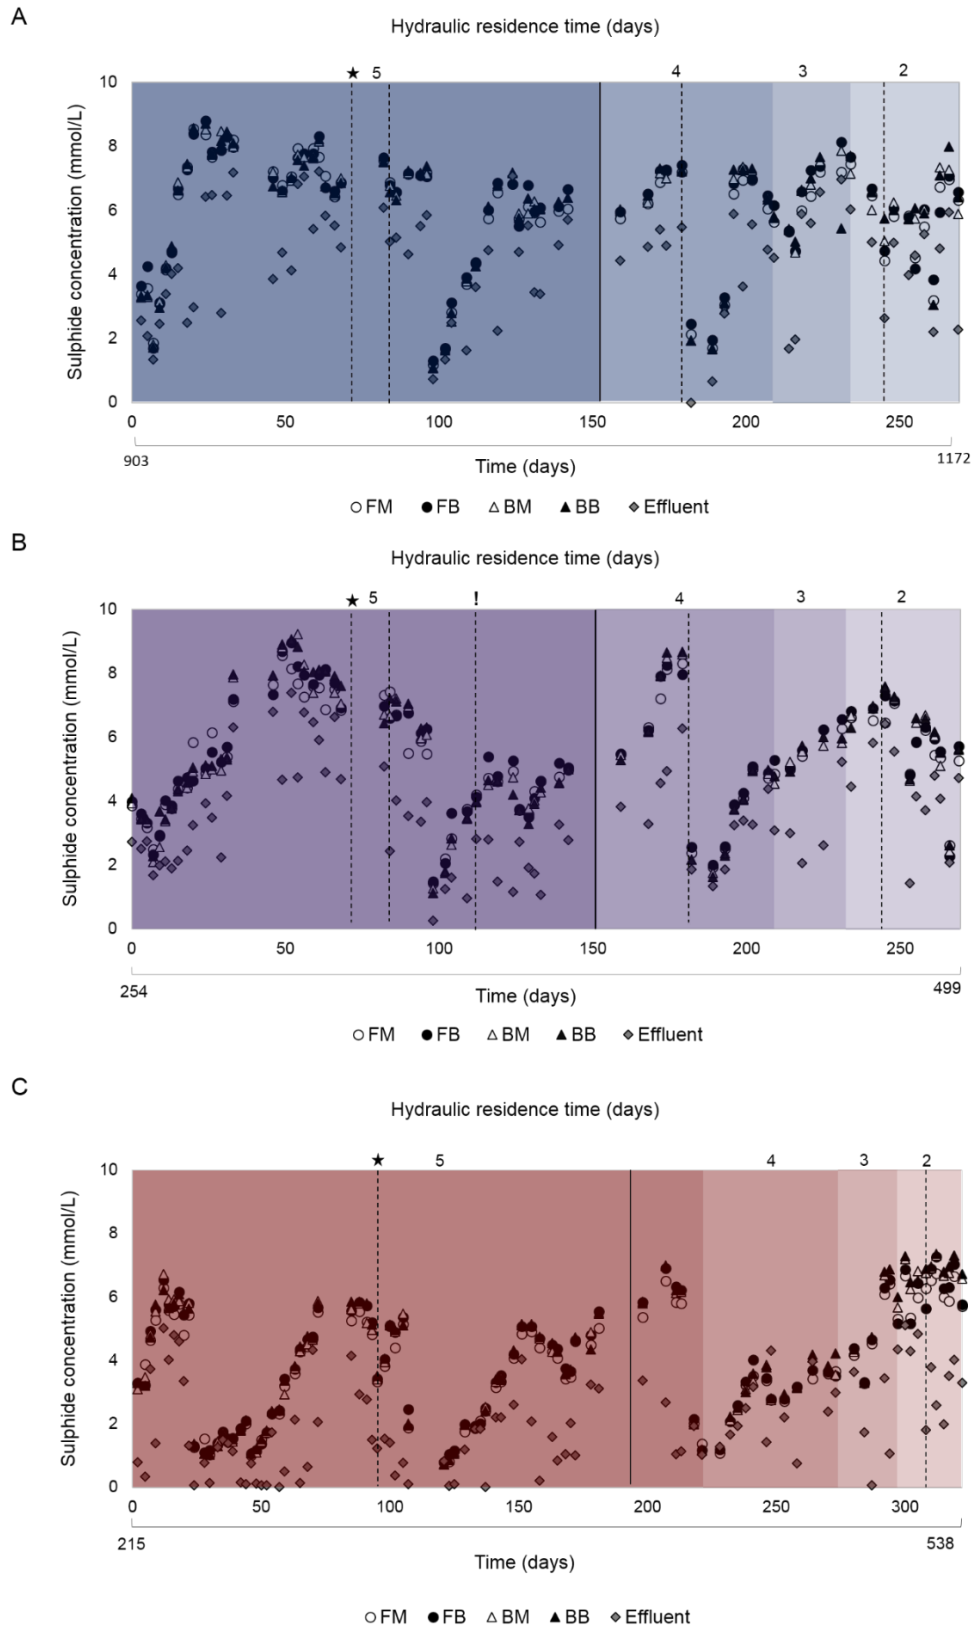 A
Hydraulic residence time (days)
★ 5 4 3 2
Sulphide concentration (mmol/L)
10
8
6
4
2
0
0 50 100 150 200 250
903 1172
Time (days)
FM FB BM BB Effluent
B
Hydraulic residence time (days)
★ 5 ! 4 3 2
Sulphide concentration (mmol/L)
10
8
6
4
2
0
0 50 100 150 200 250
254 499
Time (days)
FM FB BM BB Effluent
C
Hydraulic residence time (days)
★ 5 4 3 2
Sulphide concentration (mmol/L)
10
8
6
4
2
0
0 50 100 150 200 250 300
215 538
Time (days)
FM FB BM BB Effluent